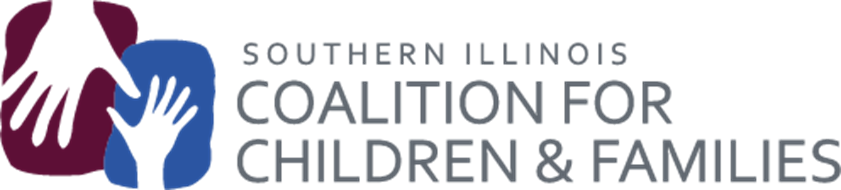 SOUTHERN ILLINOIS
COALITION FOR
CHILDREN & FAMILIES